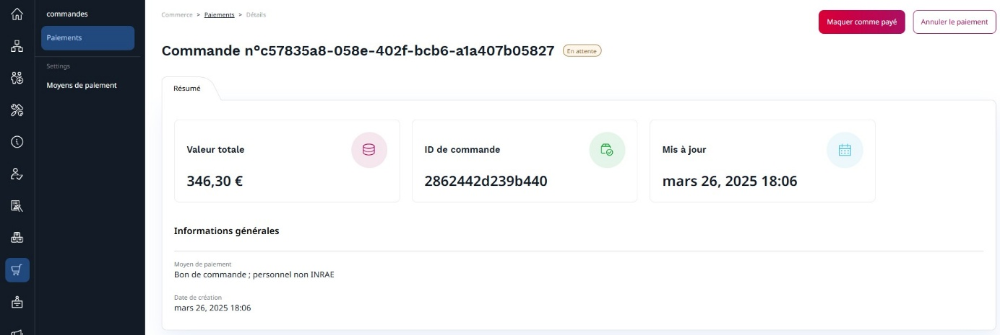 commandes
Paiements
Settings
Moyens de paiement
Commerce > Paiements > Détails
Maquer comme payé
Annuler le paiement
Commande n°c57835a8-058e-402f-bcb6-a1a407b05827 En attente
Résumé
Valeur totale
346,30 €
ID de commande
2862442d239b440
Mis à jour
mars 26, 2025 18:06
Informations générales
Moyen de paiement
Bon de commande ; personnel non INRAE
Date de création
mars 26, 2025 18:06